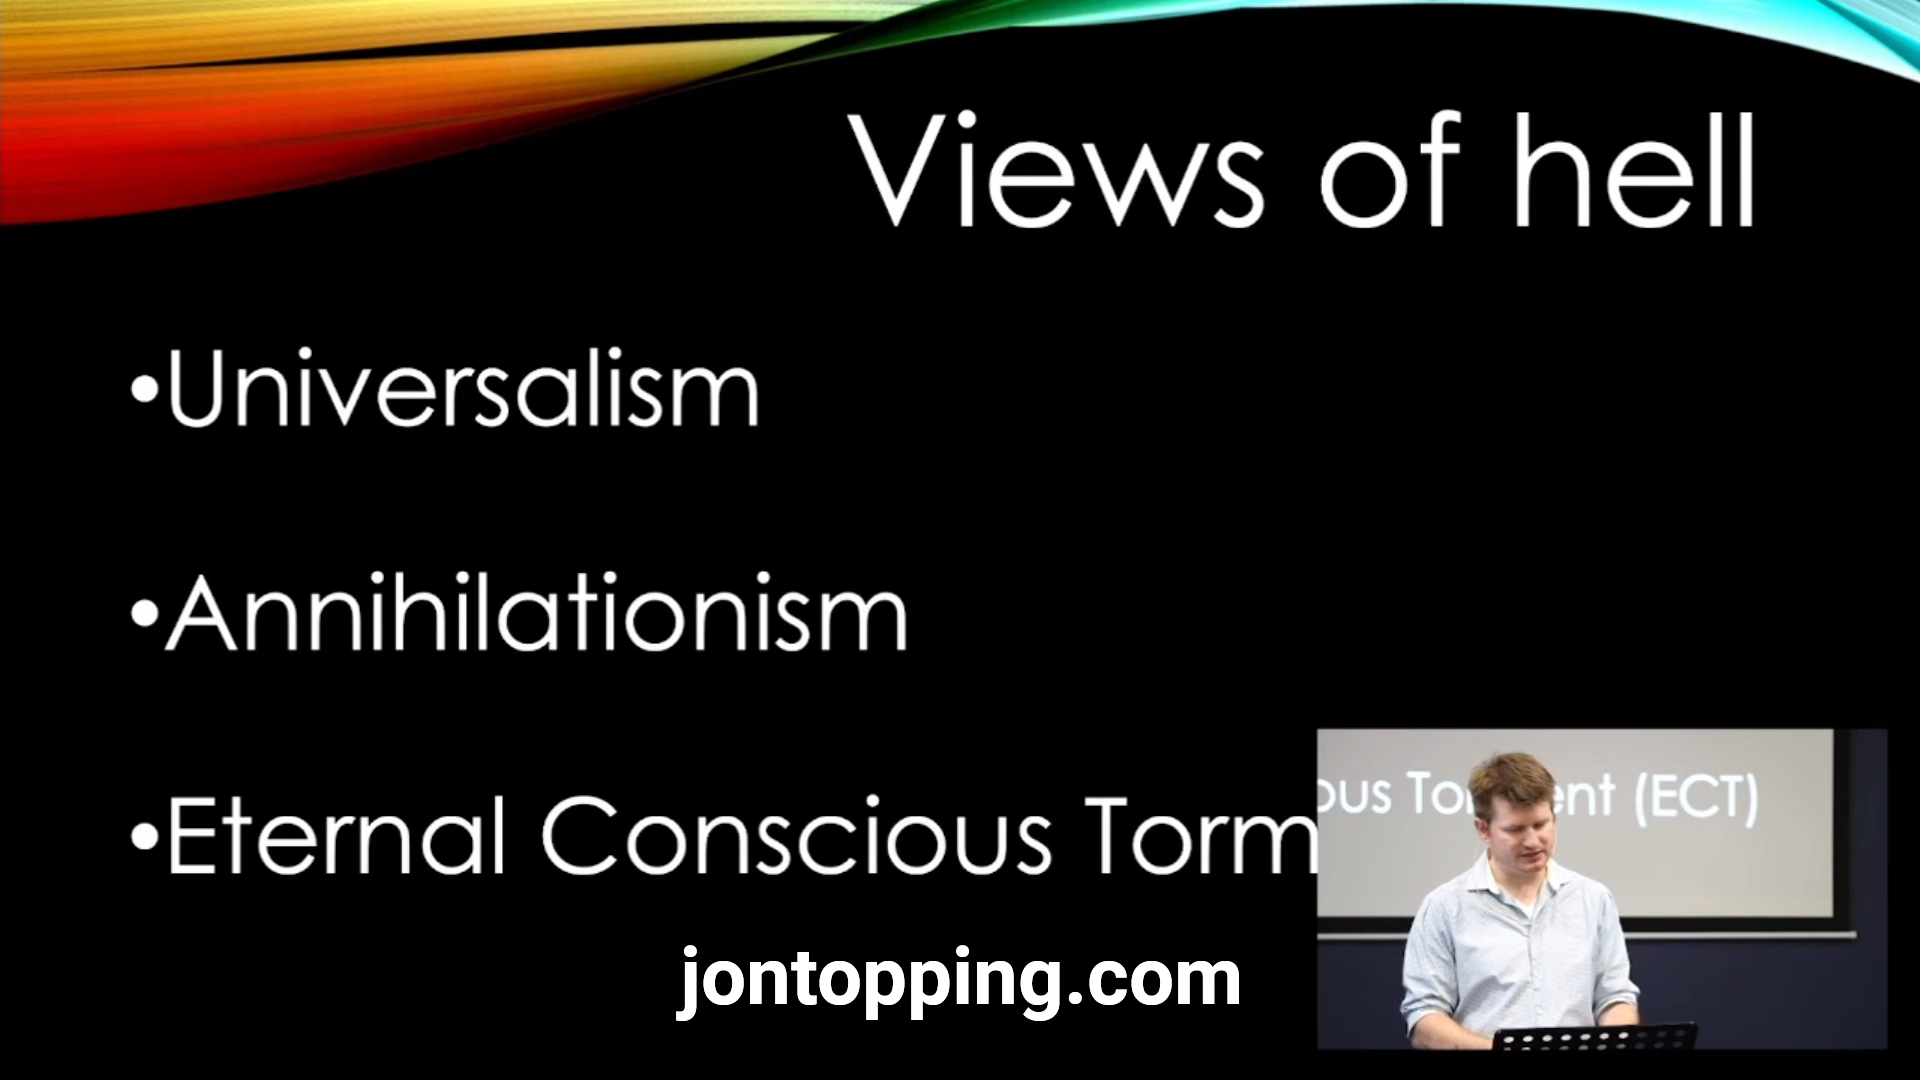 Views of hell
•Universalism
•Annihilationism
•Eternal Conscious Torm
ous To ent (ECT)
jontopping.com